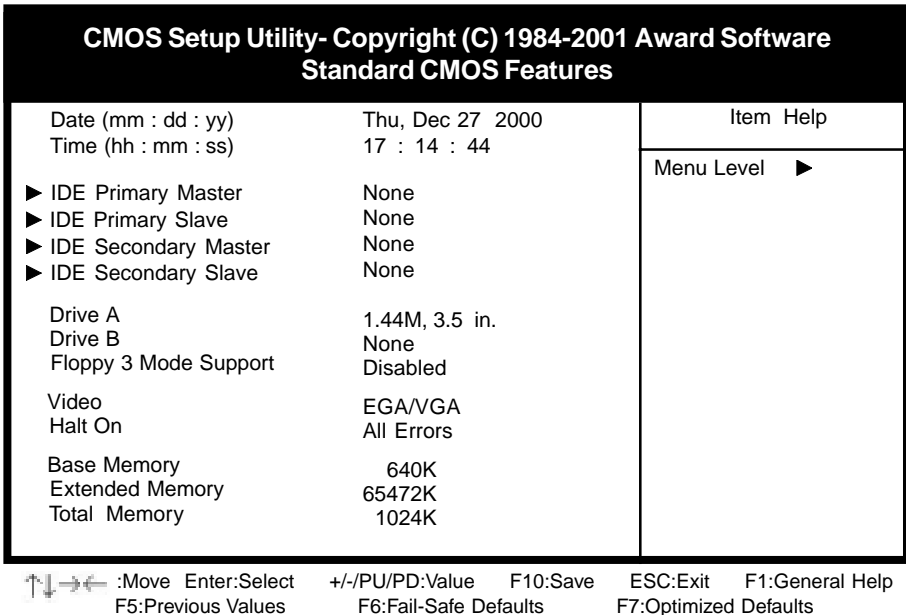 CMOS Setup Utility- Copyright (C) 1984-2001 Award Software
Standard CMOS Features
Date (mm : dd : yy) Thu, Dec 27 2000
Time (hh : mm : ss) 17 : 14 : 44
Item Help
Menu Level ▶
▶ IDE Primary Master None
▶ IDE Primary Slave None
▶ IDE Secondary Master None
▶ IDE Secondary Slave None
Drive A 1.44M, 3.5 in.
Drive B None
Floppy 3 Mode Support Disabled
Video EGA/VGA
Halt On All Errors
Base Memory 640K
Extended Memory 65472K
Total Memory 1024K
↑↓→← :Move Enter:Select +/-/PU/PD:Value F10:Save ESC:Exit F1:General Help
F5:Previous Values F6:Fail-Safe Defaults F7:Optimized Defaults